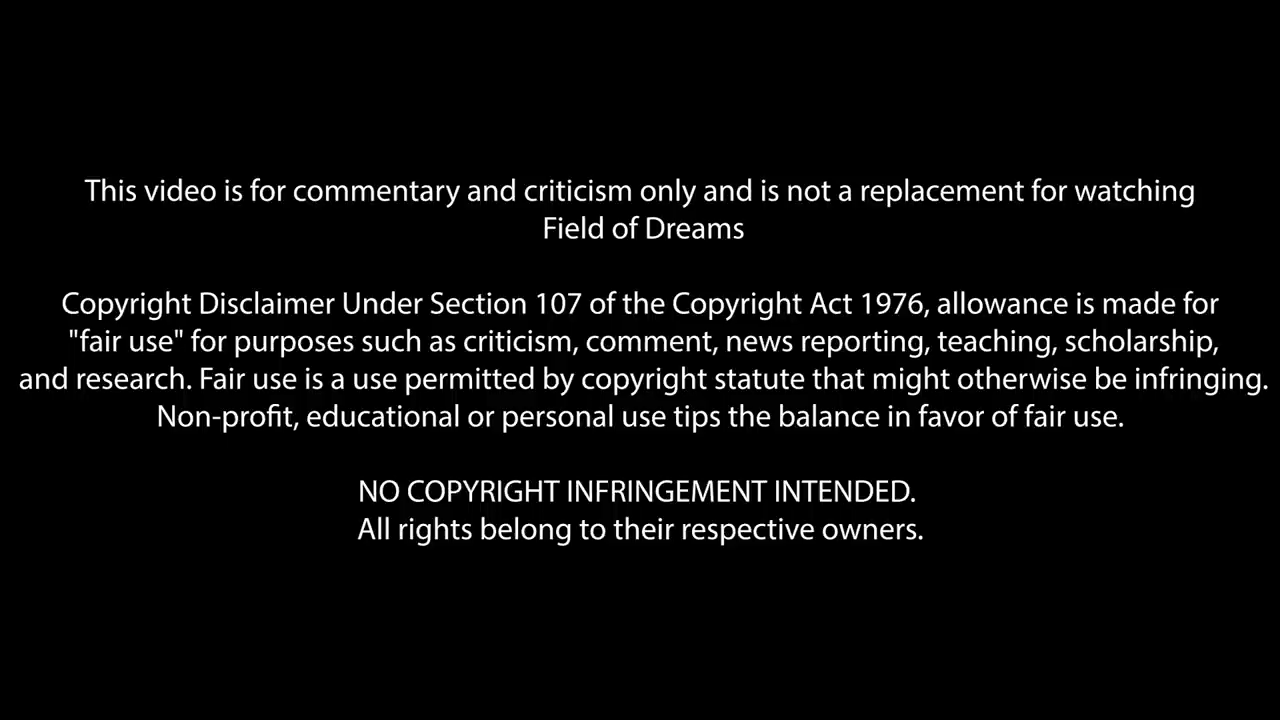 This video is for commentary and criticism only and is not a replacement for watching
Field of Dreams
Copyright Disclaimer Under Section 107 of the Copyright Act 1976, allowance is made for
"fair use" for purposes such as criticism, comment, news reporting, teaching, scholarship,
and research. Fair use is a use permitted by copyright statute that might otherwise be infringing.
Non-profit, educational or personal use tips the balance in favor of fair use.
NO COPYRIGHT INFRINGEMENT INTENDED.
All rights belong to their respective owners.